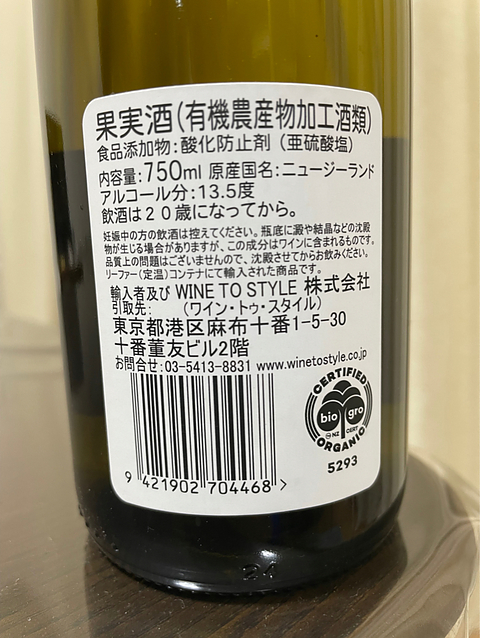 果実酒(有機農産物加工酒類)
食品添加物:酸化防止剤(亜硫酸塩)
内容量:750ml 原産国名:ニュージーランド
アルコール分:13.5度
飲酒は20歳になってから。
妊娠中の方の飲酒は控えてください。瓶底に澱や結晶などの沈殿
物が生じる場合がありますが、この成分はワインに含まれるものです。
品質上の問題はございませんので、沈殿させてからお飲みください。
リーファー(定温)コンテナにて輸入された商品です。
輸入者及び WINE TO STYLE 株式会社
引取先: (ワイン・トゥ・スタイル)
東京都港区麻布十番1-5-30
十番董友ビル2階
お問合せ:03-5413-8831 www.winetostyle.co.jp
CERTIFIED
bio gro
NZ CERT
ORGANIC
5293
9 421902 704468 >
24